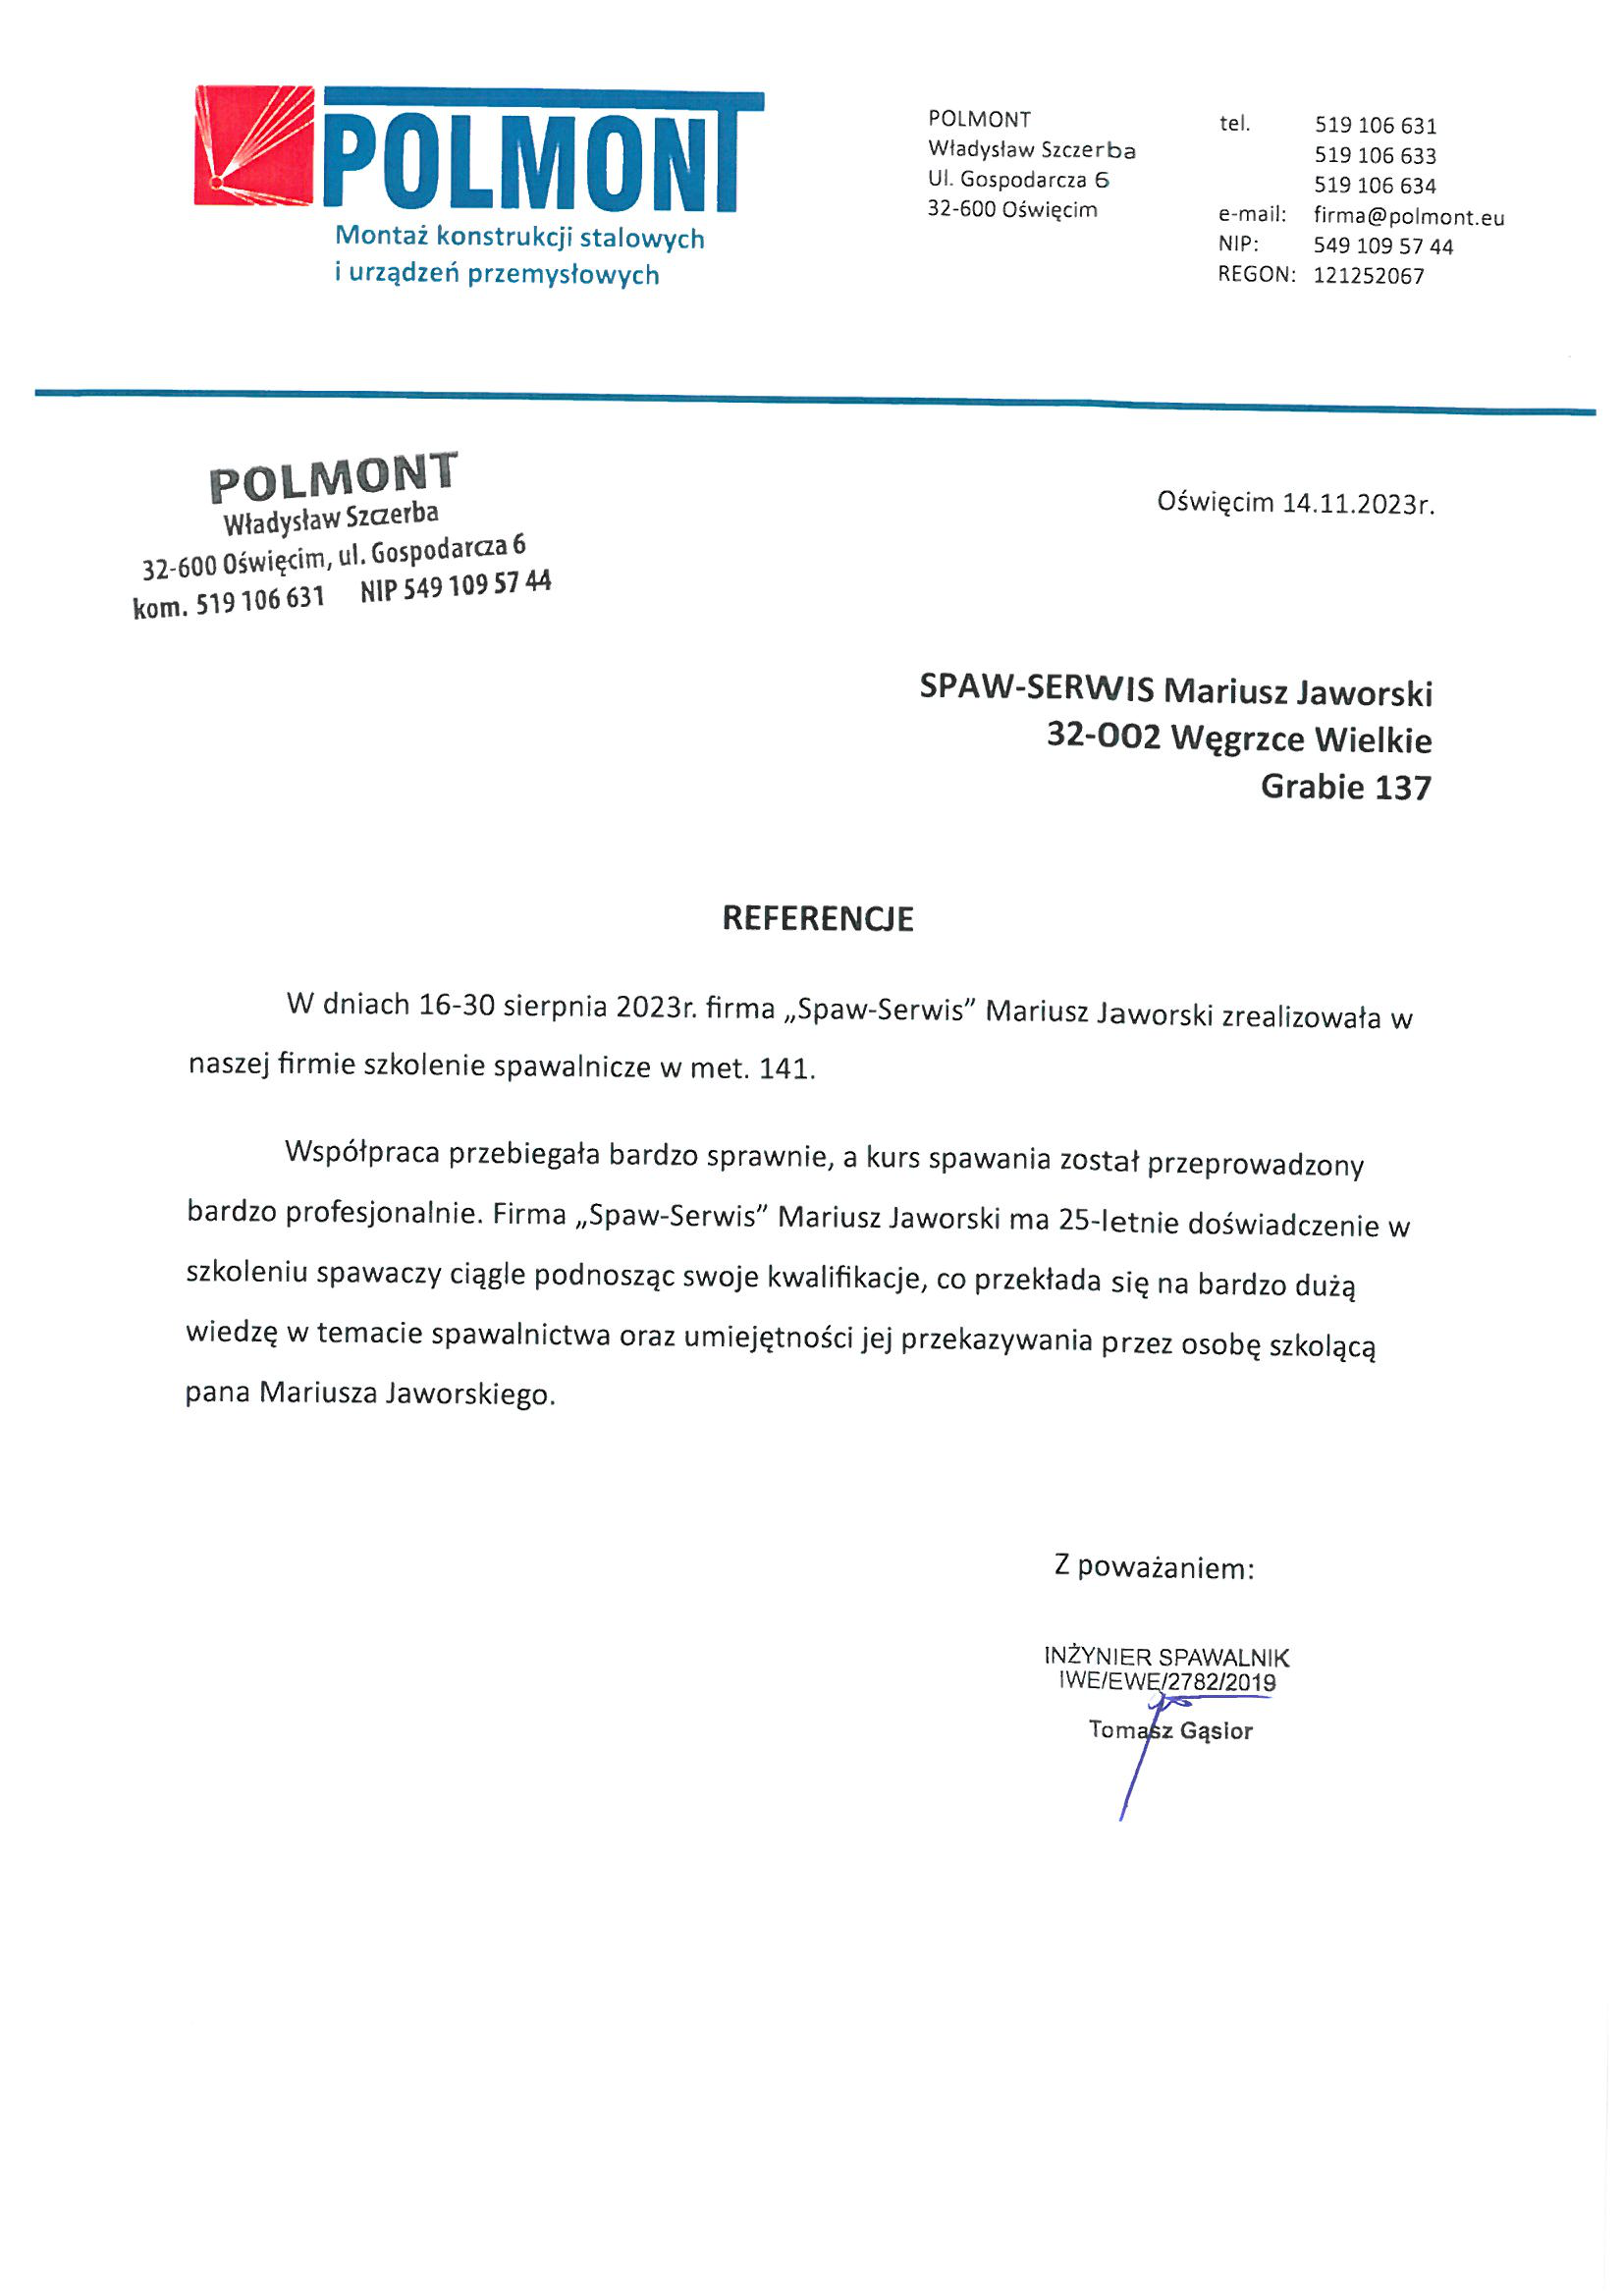 POLMONT
Montaż konstrukcji stalowych
i urządzeń przemysłowych
POLMONT
Władysław Szczerba
Ul. Gospodarcza 6
32-600 Oświęcim
tel. 519 106 631
519 106 633
519 106 634
e-mail: firma@polmont.eu
NIP: 549 109 57 44
REGON: 121252067
POLMONT
Władysław Szczerba
32-600 Oświęcim, ul. Gospodarcza 6
kom. 519 106 631 NIP 549 109 57 44
Oświęcim 14.11.2023r.
SPAW-SERWIS Mariusz Jaworski
32-002 Węgrzce Wielkie
Grabie 137
REFERENCJE
W dniach 16-30 sierpnia 2023r. firma „Spaw-Serwis” Mariusz Jaworski zrealizowała w
naszej firmie szkolenie spawalnicze w met. 141.
Współpraca przebiegała bardzo sprawnie, a kurs spawania został przeprowadzony
bardzo profesjonalnie. Firma „Spaw-Serwis” Mariusz Jaworski ma 25-letnie doświadczenie w
szkoleniu spawaczy ciągle podnosząc swoje kwalifikacje, co przekłada się na bardzo dużą
wiedzę w temacie spawalnictwa oraz umiejętności jej przekazywania przez osobę szkolącą
pana Mariusza Jaworskiego.
Z poważaniem:
INŻYNIER SPAWALNIK
IWE/EWE/2782/2019
Tomasz Gąsior